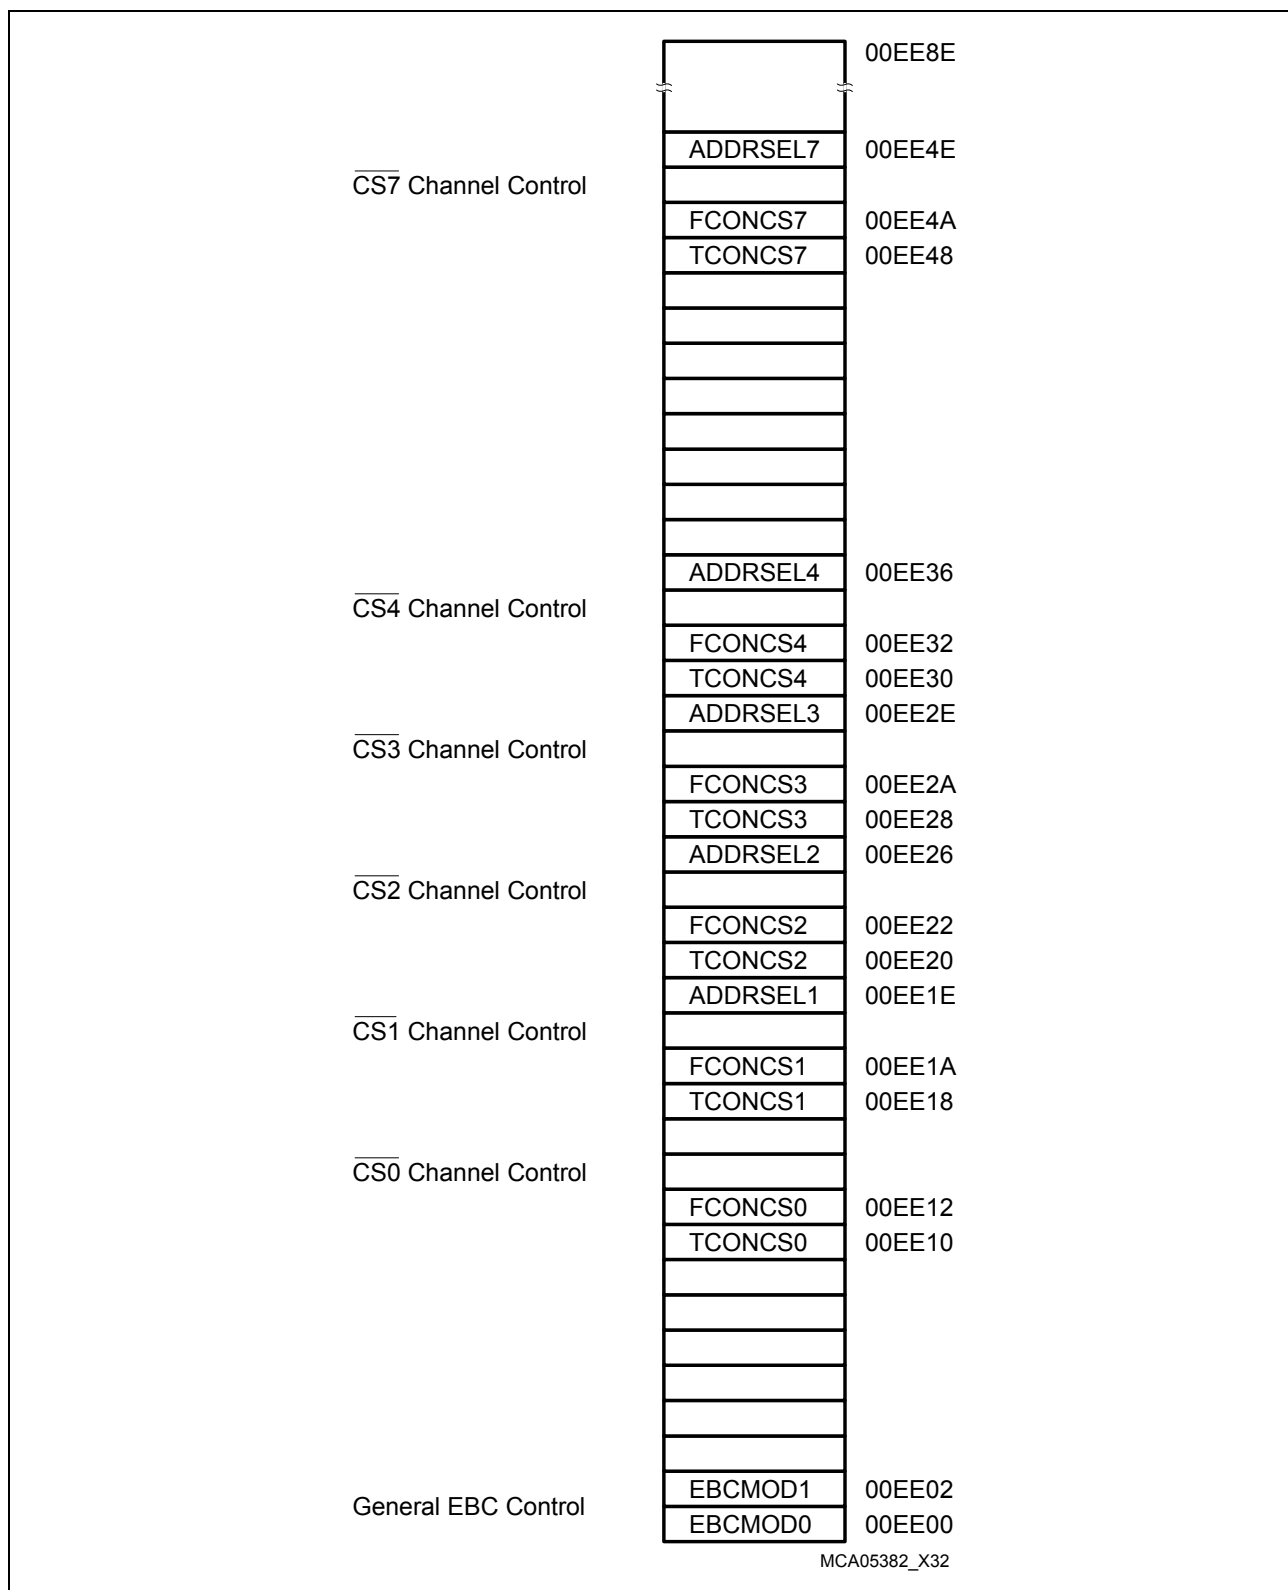 00EE8E
ADDRSEL7 00EE4E
CS7 Channel Control
FCONCS7 00EE4A
TCONCS7 00EE48
ADDRSEL4 00EE36
CS4 Channel Control
FCONCS4 00EE32
TCONCS4 00EE30
ADDRSEL3 00EE2E
CS3 Channel Control
FCONCS3 00EE2A
TCONCS3 00EE28
ADDRSEL2 00EE26
CS2 Channel Control
FCONCS2 00EE22
TCONCS2 00EE20
ADDRSEL1 00EE1E
CS1 Channel Control
FCONCS1 00EE1A
TCONCS1 00EE18
CS0 Channel Control
FCONCS0 00EE12
TCONCS0 00EE10
EBCMOD1 00EE02
General EBC Control
EBCMOD0 00EE00
MCA05382_X32